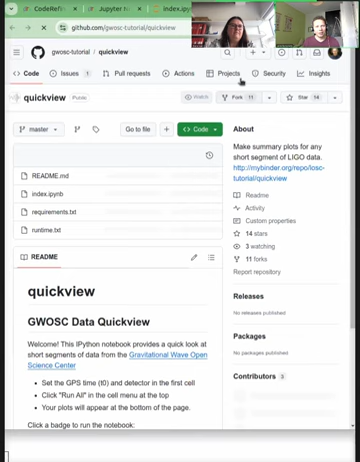 CodeRefi
Jupyter In
index.ipy
github.com/gwosc-tutorial/quickview
gwosc-tutorial / quickview
Code
Issues 1
Pull requests
Actions
Projects
Security
Insights
quickview
Public
Watch
Fork 11
Star 14
master
Go to file
Code
README.md
index.ipynb
requirements.txt
runtime.txt
README
quickview
GWOSC Data Quickview
Welcome! This IPython notebook provides a quick look at
short segments of data from the Gravitational Wave Open
Science Center
• Set the GPS time (t0) and detector in the first cell
• Click "Run All" in the cell menu at the top
• Your plots will appear at the bottom of the page.
Click a badge to run the notebook:
About
Make summary plots for any
short segment of LIGO data.
http://mybinder.org/repo/losc-
tutorial/quickview
Readme
Activity
Custom properties
14 stars
3 watching
11 forks
Report repository
Releases
No releases published
Packages
No packages published
Contributors 3